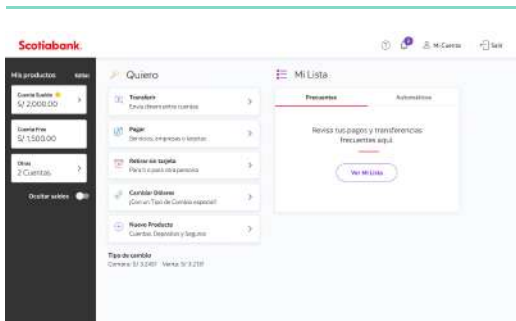 Scotiabank.
Mi Cuenta
Salir
Mis productos
Cuenta Sueldo
S/ 2,000.00
Cuenta Free
S/ 1,500.00
Otras
2 Cuentas
Ocultar saldos
Quiero
Transferir
Envía dinero entre cuentas
Pagar
Servicios, empresas o tarjetas
Retirar sin tarjeta
Para ti o para otra persona
Cambiar Dólares
¡Con un Tipo de Cambio especial!
Nuevo Producto
Cuentas, Depósitos y Seguros
Tipo de cambio
Compra: S/ Venta: S/
Mi Lista
Frecuentes
Automáticos
Revisa tus pagos y transferencias
frecuentes aquí.
Ver Mi Lista